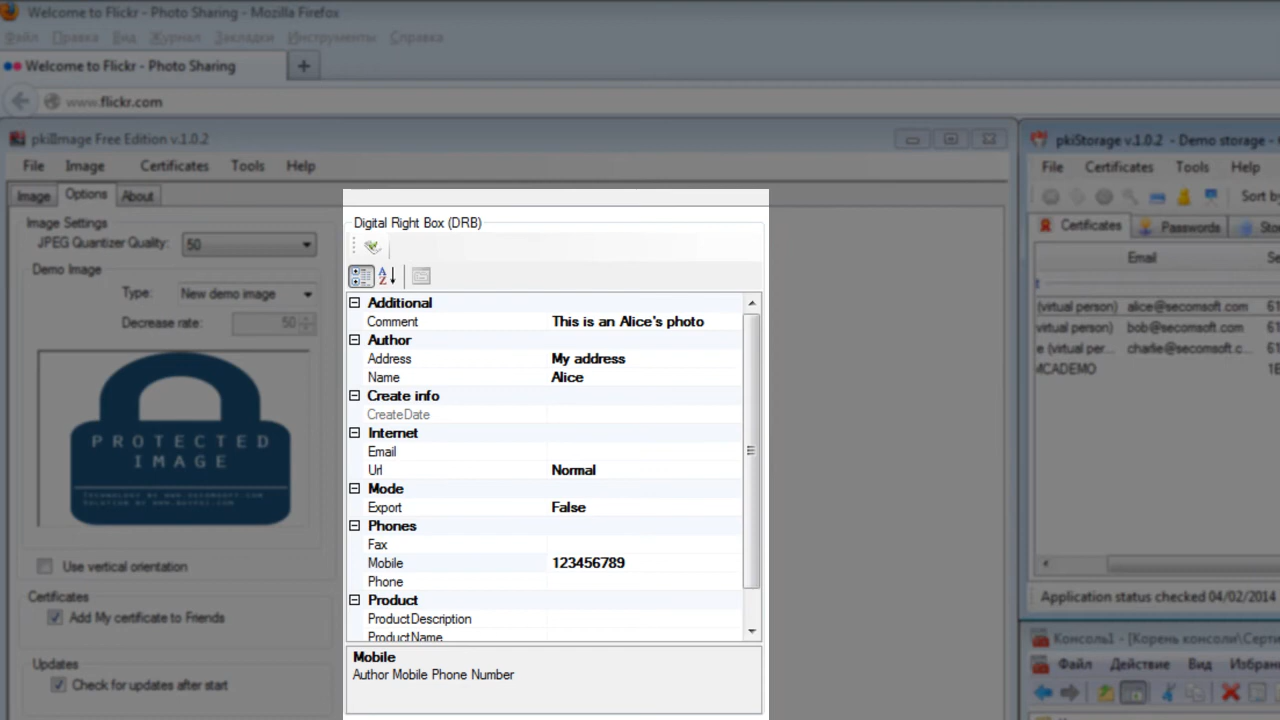 Welcome to Flickr - Photo Sharing - Mozilla Firefox
Файл Правка Вид Журнал Закладки Инструменты Справка
Welcome to Flickr - Photo Sharing
www.flickr.com
pkiImage Free Edition v.1.0.2
File Image Certificates Tools Help
Image Options About
Image Settings
JPEG Quantizer Quality: 50
Demo Image
Type: New demo image
Decrease rate: 50
PROTECTED
IMAGE
Use vertical orientation
Certificates
Add My certificate to Friends
Updates
Check for updates after start
Digital Right Box (DRB)
Additional
Comment This is an Alice's photo
Author
Address My address
Name Alice
Create info
CreateDate
Internet
Email
Url Normal
Mode
Export False
Phones
Fax
Mobile 123456789
Phone
Product
ProductDescription
ProductName
Mobile
Author Mobile Phone Number
pkiStorage v.1.0.2 - Demo storage -
File Certificates Tools Help
Sort by
Certificates Passwords
Email
(virtual person) alice@secomsoft.com 61
virtual person) bob@secomsoft.com 61
e (virtual per... charlie@secomsoft.c... 61
MCADEMO 1E
Application status checked 04/02/2014
Консоль1 - [Корень консоли\Серти
Файл Действие Вид Избран